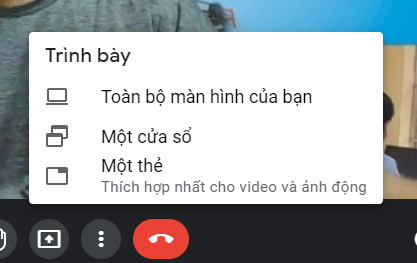 Trình bày
Toàn bộ màn hình của bạn
Một cửa sổ
Một thẻ
Thích hợp nhất cho video và ảnh động